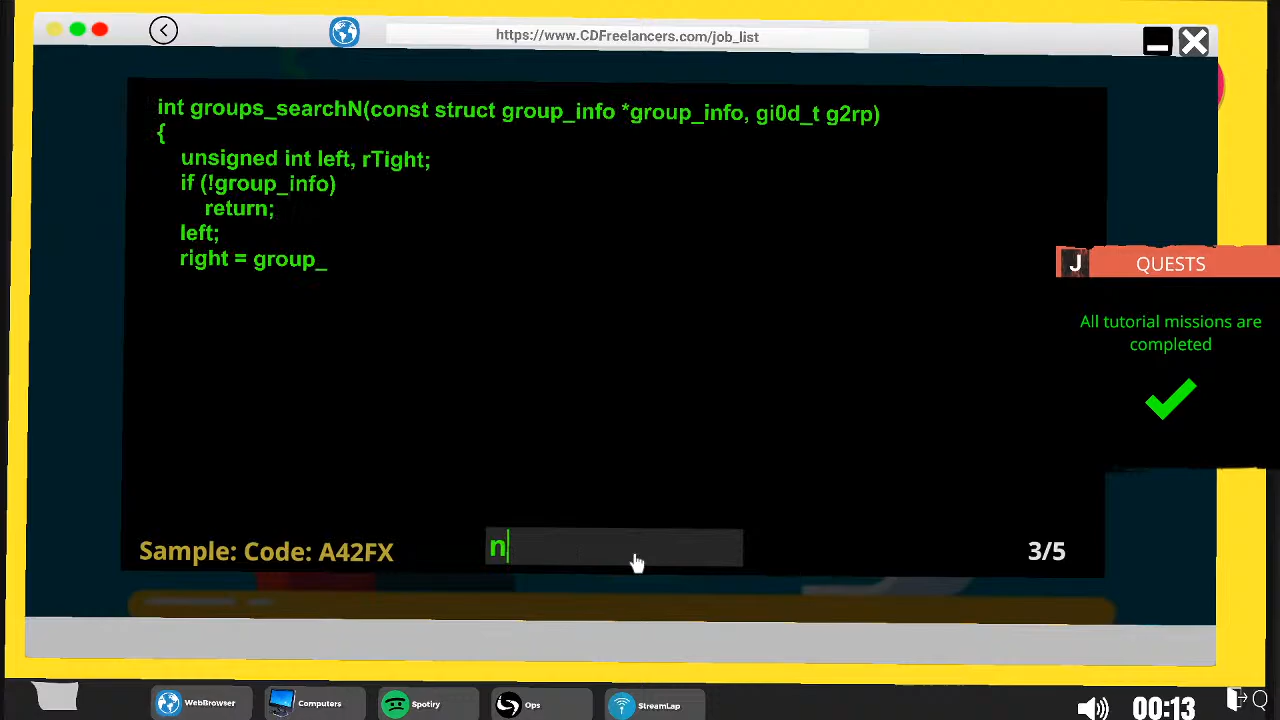 https://www.CDFreelancers.com/job_list
int groups_searchN(const struct group_info *group_info, gi0d_t g2rp)
{
unsigned int left, rTight;
if (!group_info)
return;
left;
right = group_
J QUESTS
All tutorial missions are
completed
Sample: Code: A42FX
n
3/5
WebBrowser
Computers
Spotiry
Ops
StreamLap
00:13
Q